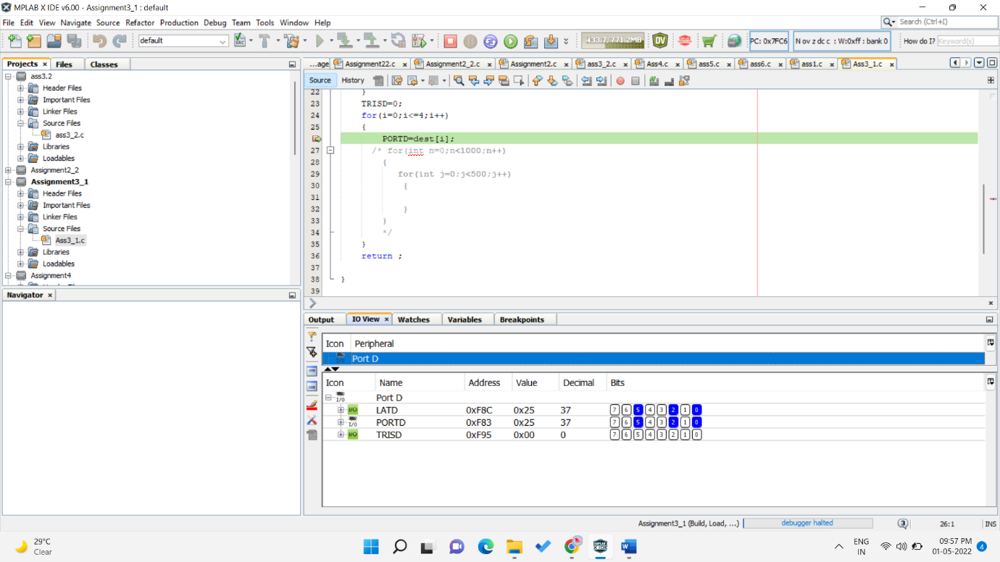 MPLAB X IDE v6.00 - Assignment3_1 : default
File Edit View Navigate Source Refactor Production Debug Team Tools Window Help
Search (Ctrl+I)
default
433.7/771.2MB
PC: 0x7FC6
N ov z dc c : W:0xff : bank 0
How do I? Keyword(s)
Projects × Files Classes
...age Assignment22.c × Assignment2_2.c × Assignment2.c × ass3_2.c × Ass4.c × ass5.c × ass6.c × ass1.c × Ass3_1.c ×
Source History
ass3.2
Header Files
Important Files
Linker Files
Source Files
ass3_2.c
Libraries
Loadables
Assignment2_2
Assignment3_1
Header Files
Important Files
Linker Files
Source Files
Ass3_1.c
Libraries
Loadables
Assignment4
Navigator ×
22 }
23 TRISD=0;
24 for(i=0;i<=4;i++)
25 {
PORTD=dest[i];
27 /* for(int n=0;n<1000;n++)
28 {
29 for(int j=0;j<500;j++)
30 {
31
32 }
33 }
34 */
35 }
36 return ;
37
38 }
39
Output IO View × Watches Variables Breakpoints
Icon Peripheral
Port D
Icon Name Address Value Decimal Bits
Port D
LATD 0xF8C 0x25 37 7 6 5 4 3 2 1 0
PORTD 0xF83 0x25 37 7 6 5 4 3 2 1 0
TRISD 0xF95 0x00 0 7 6 5 4 3 2 1 0
Assignment3_1 (Build, Load, ...) debugger halted 3 26:1 INS
29°C
Clear
ENG
IN
09:57 PM
01-05-2022
4